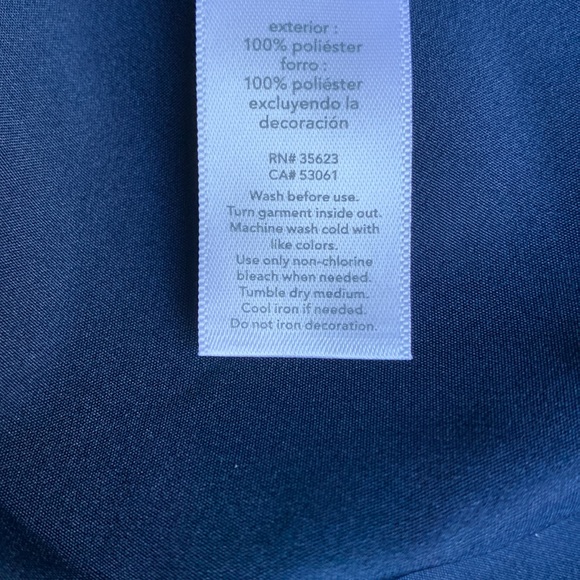 exterior :
100% poliéster
forro :
100% poliéster
excluyendo la
decoración
RN# 35623
CA# 53061
Wash before use.
Turn garment inside out.
Machine wash cold with
like colors.
Use only non-chlorine
bleach when needed.
Tumble dry medium.
Cool iron if needed.
Do not iron decoration.